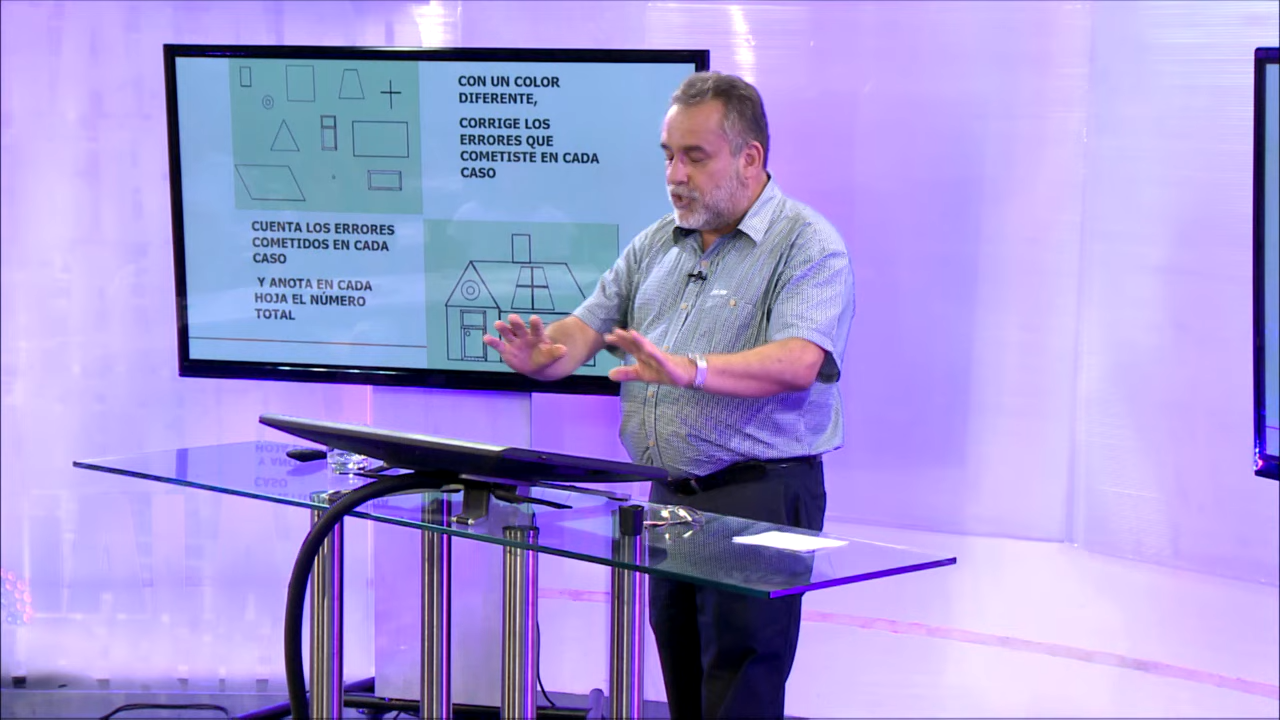 CON UN COLOR
DIFERENTE,
CORRIGE LOS
ERRORES QUE
COMETISTE EN CADA
CASO
CUENTA LOS ERRORES
COMETIDOS EN CADA
CASO
Y ANOTA EN CADA
HOJA EL NÚMERO
TOTAL